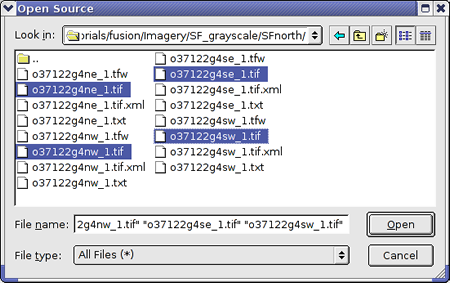 Open Source
Look in: orials/fusion/Imagery/SF_grayscale/SFnorth/
..
o37122g4ne_1.tfw
o37122g4ne_1.tif
o37122g4ne_1.tif.xml
o37122g4ne_1.txt
o37122g4nw_1.tfw
o37122g4nw_1.tif
o37122g4nw_1.tif.xml
o37122g4nw_1.txt
o37122g4se_1.tfw
o37122g4se_1.tif
o37122g4se_1.tif.xml
o37122g4se_1.txt
o37122g4sw_1.tfw
o37122g4sw_1.tif
o37122g4sw_1.tif.xml
o37122g4sw_1.txt
File name: 2g4nw_1.tif" "o37122g4se_1.tif" "o37122g4sw_1.tif"
Open
File type: All Files (*)
Cancel